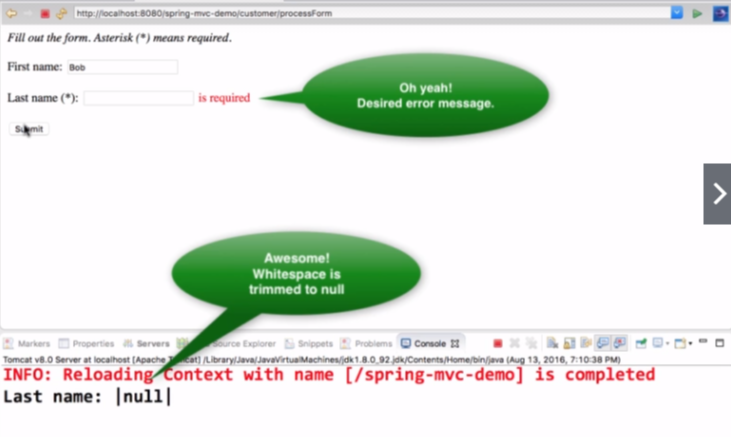 http://localhost:8080/spring-mvc-demo/customer/processForm
Fill out the form. Asterisk (*) means required.
First name: Bob
Last name (*): is required
Oh yeah!
Desired error message.
Submit
Awesome!
Whitespace is
trimmed to null
Markers Properties Servers Source Explorer Snippets Problems Console
Tomcat v8.0 Server at localhost [Apache Tomcat] /Library/Java/JavaVirtualMachines/jdk1.8.0_92.jdk/Contents/Home/bin/java (Aug 13, 2016, 7:10:38 PM)
INFO: Reloading Context with name [/spring-mvc-demo] is completed
Last name: |null|